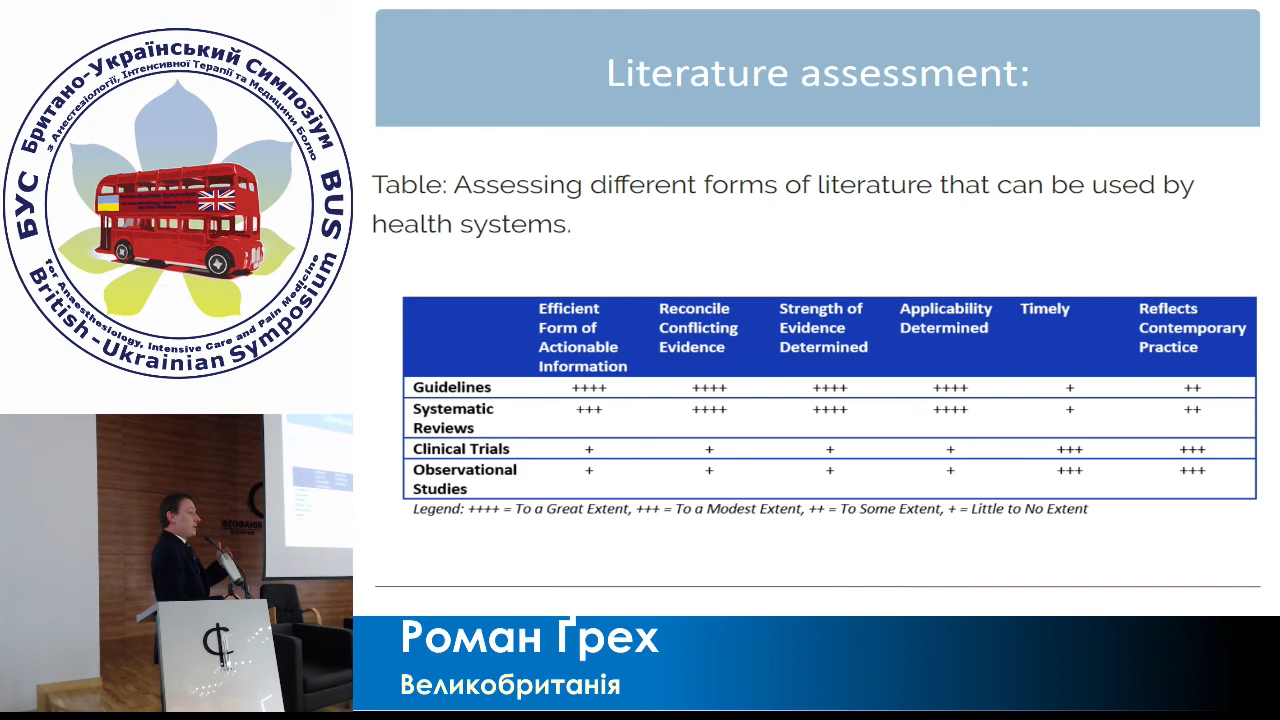 Британо-Український Симпозіум
з Анестезіології, Інтенсивної Терапії та Медицини Болю
БУС
BUS
for Anaesthesiology, Intensive Care and Pain Medicine
British -Ukrainian Symposium
Literature assessment:
Table: Assessing different forms of literature that can be used by
health systems.
Efficient Form of Actionable Information | Reconcile Conflicting Evidence | Strength of Evidence Determined | Applicability Determined | Timely | Reflects Contemporary Practice
Guidelines ++++ ++++ ++++ ++++ + ++
Systematic Reviews +++ ++++ ++++ ++++ + ++
Clinical Trials + + + + +++ +++
Observational Studies + + + + +++ +++
Legend: ++++ = To a Great Extent, +++ = To a Modest Extent, ++ = To Some Extent, + = Little to No Extent
ФЕОФАНІЯ
Роман Ґрех
Великобританія